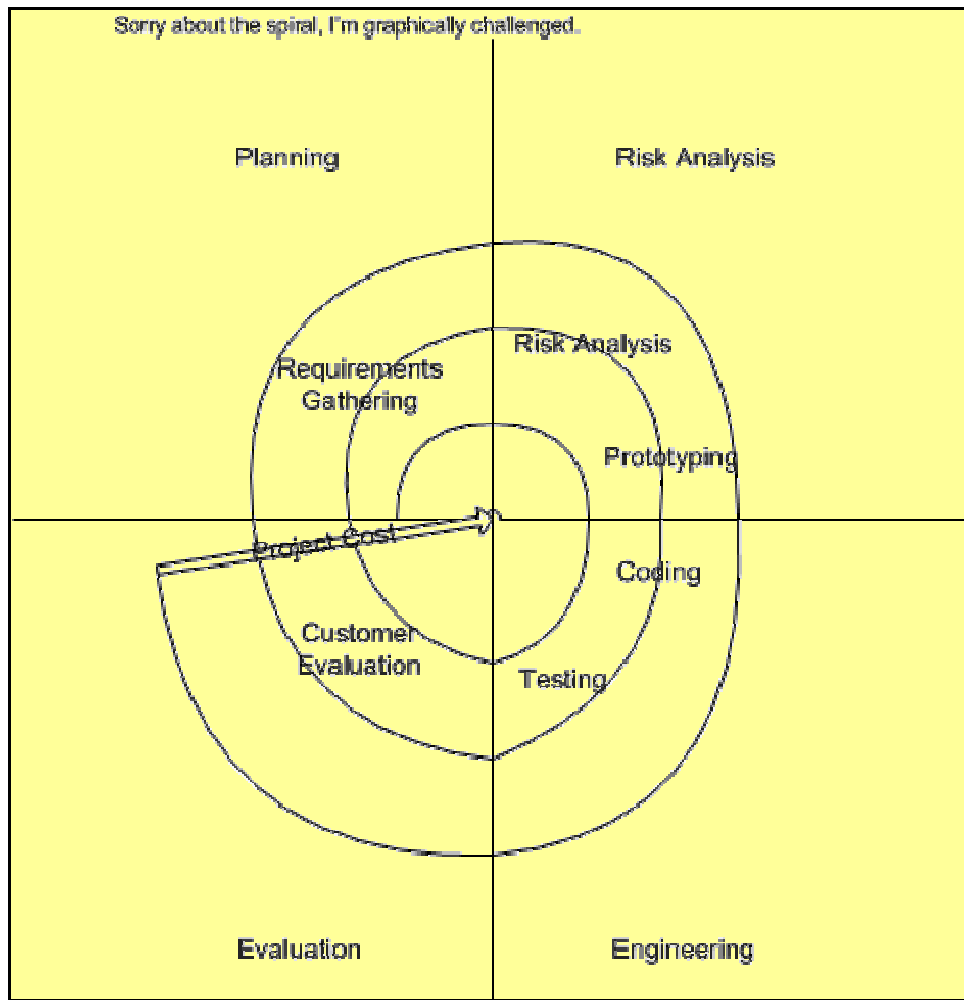 Sorry about the spiral, I'm graphically challenged.
Planning
Risk Analysis
Risk Analysis
Requirements
Gathering
Prototyping
Project Cost
Coding
Customer
Evaluation
Testing
Evaluation
Engineering